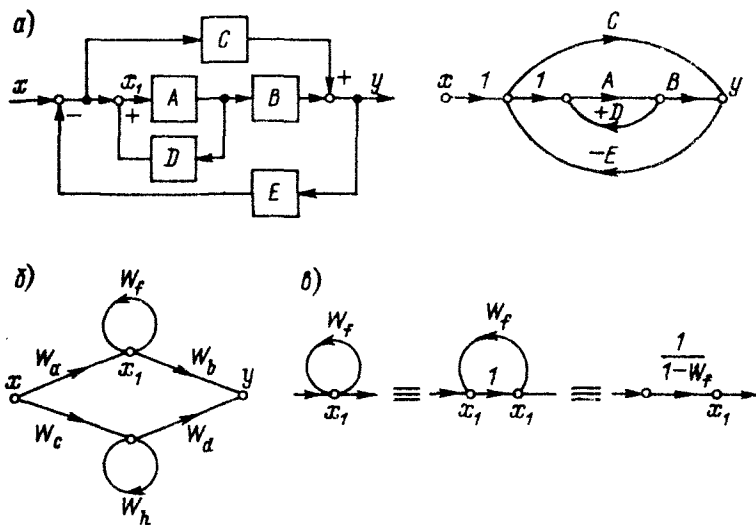 а)
C
x
−
x₁
+
A
B
+
y
D
E
C
x
1
1
A
B
y
+D
−E
б)
W_f
x
W_a
x₁
W_b
y
W_c
W_d
W_h
в)
W_f
x₁
≡
W_f
1
x₁
x₁
≡
1
1−W_f
x₁